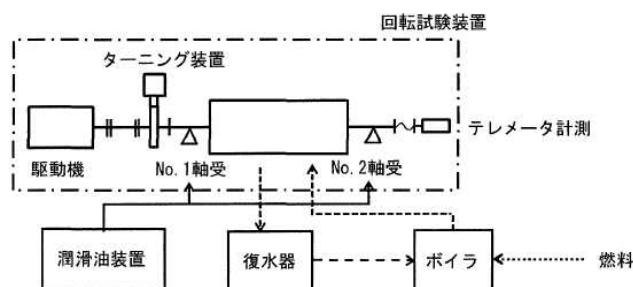 回転試験装置
ターニング装置
テレメータ計測
駆動機
No.1軸受
No.2軸受
潤滑油装置
復水器
ボイラ
燃料